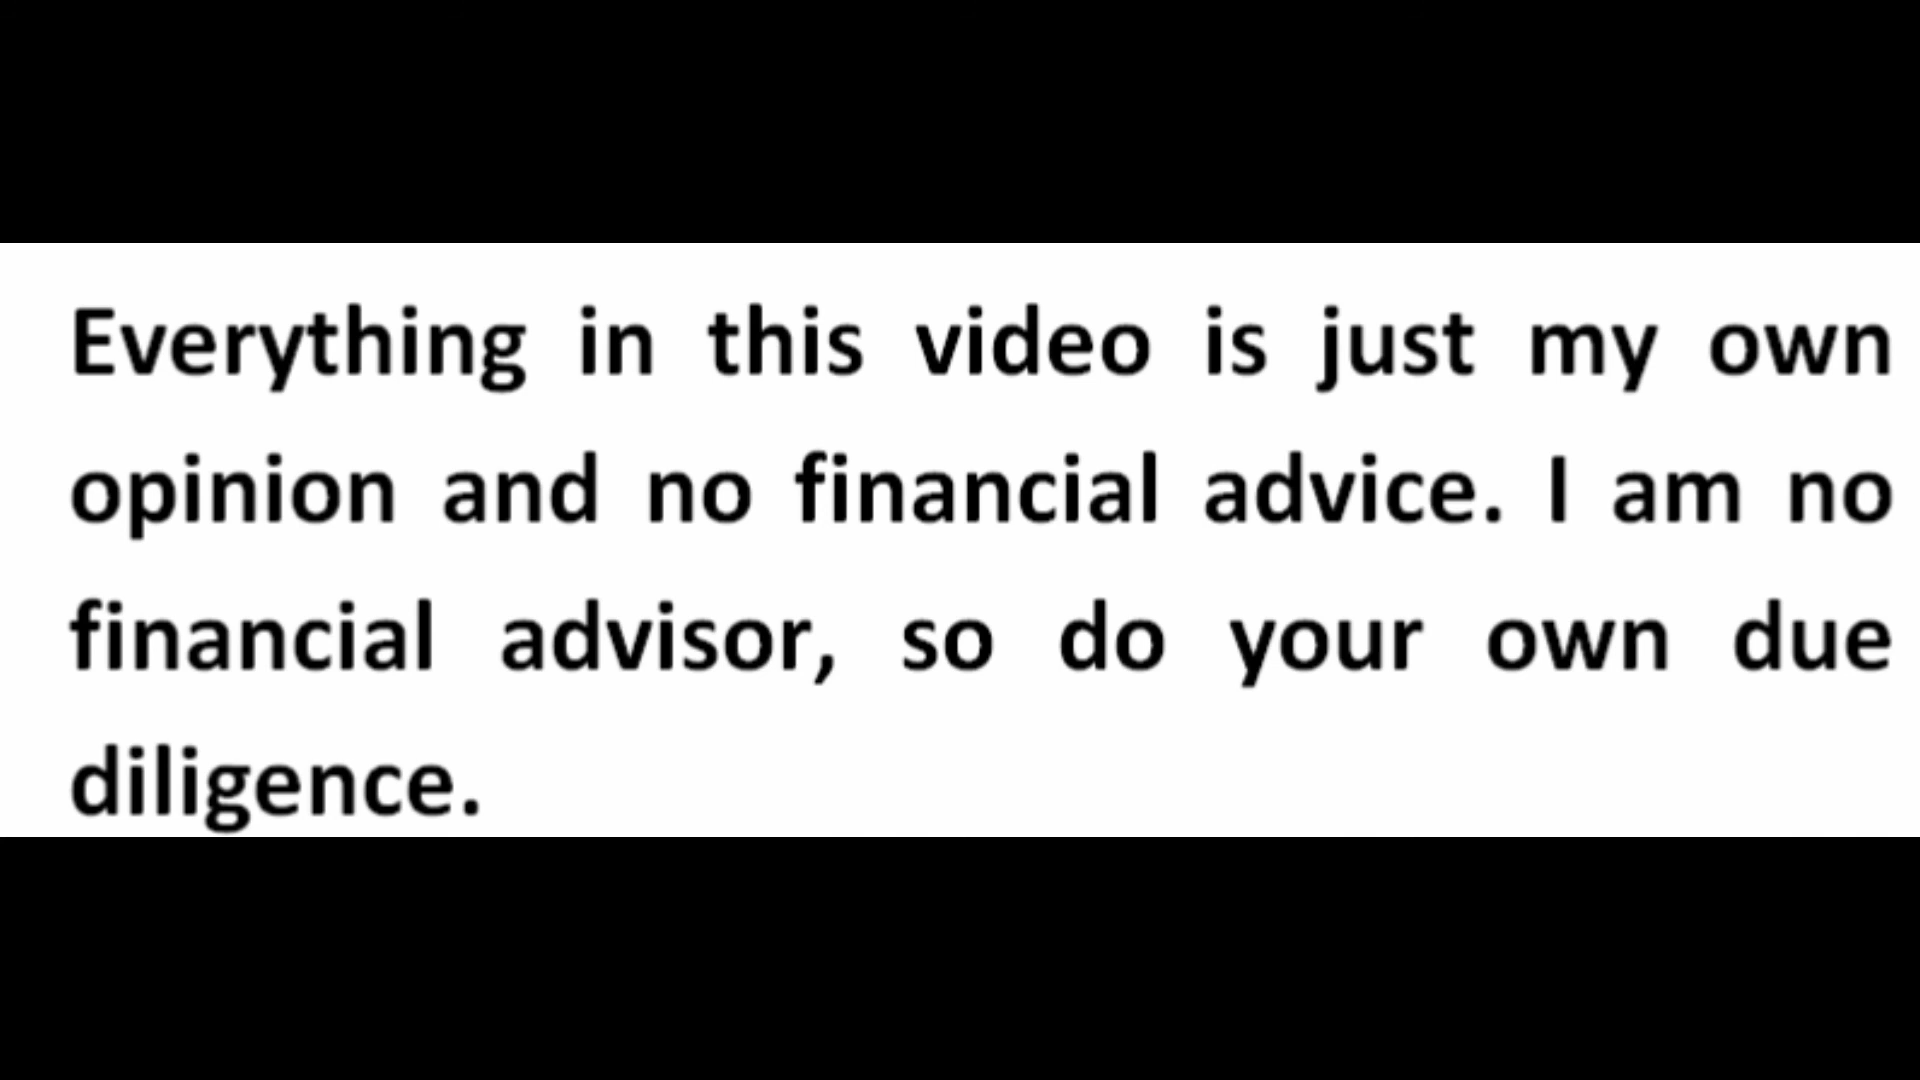 Everything in this video is just my own
opinion and no financial advice. I am no
financial advisor, so do your own due
diligence.